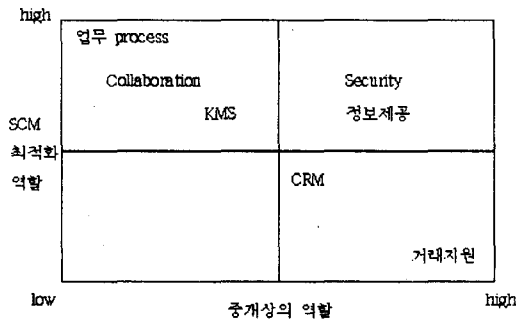 high
업무 process
Collaboration
Security
KMS
정보제공
SCM
최적화
역할
CRM
거래지원
low
중개상의 역할
high